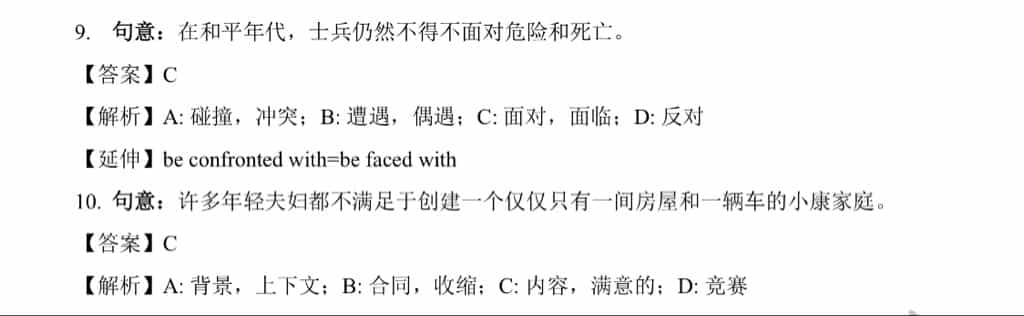 9. 句意：在和平年代，士兵仍然不得不面对危险和死亡。
【答案】C
【解析】A: 碰撞，冲突；B: 遭遇，偶遇；C: 面对，面临；D: 反对
【延伸】be confronted with=be faced with
10. 句意：许多年轻夫妇都不满足于创建一个仅仅只有一间房屋和一辆车的小康家庭。
【答案】C
【解析】A: 背景，上下文；B: 合同，收缩；C: 内容，满意的；D: 竞赛